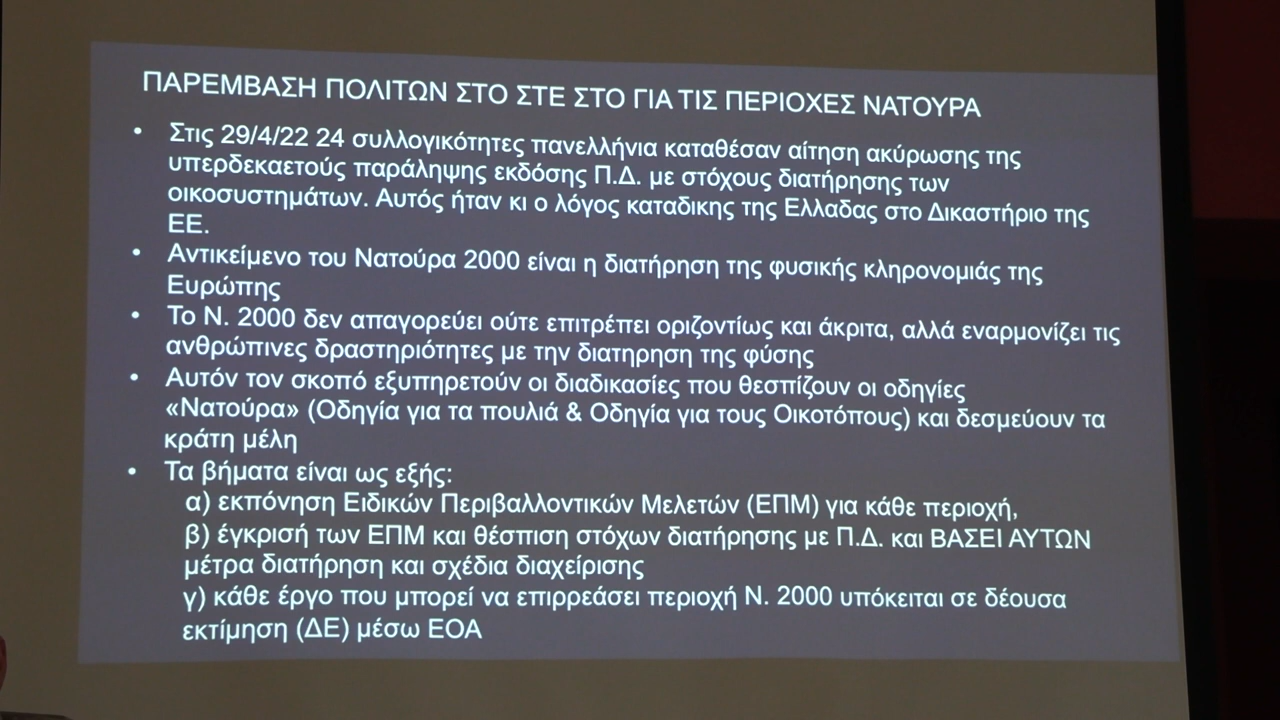 ΠΑΡΕΜΒΑΣΗ ΠΟΛΙΤΩΝ ΣΤΟ ΣΤΕ ΣΤΟ ΓΙΑ ΤΙΣ ΠΕΡΙΟΧΕΣ ΝΑΤΟΥΡΑ
• Στις 29/4/22 24 συλλογικότητες πανελλήνια καταθέσαν αίτηση ακύρωσης της
υπερδεκαετούς παράληψης εκδόσης Π.Δ. με στόχους διατήρησης των
οικοσυστημάτων. Αυτός ήταν κι ο λόγος καταδικης της Ελλαδας στο Δικαστήριο της
ΕΕ.
• Αντικείμενο του Νατούρα 2000 είναι η διατήρηση της φυσικής κληρονομιάς της
Ευρώπης
• Το Ν. 2000 δεν απαγορεύει ούτε επιτρέπει οριζοντίως και άκριτα, αλλά εναρμονίζει τις
ανθρώπινες δραστηριότητες με την διατηρηση της φύσης
• Αυτόν τον σκοπό εξυπηρετούν οι διαδικασίες που θεσπίζουν οι οδηγίες
«Νατούρα» (Οδηγία για τα πουλιά & Οδηγία για τους Οικοτόπους) και δεσμεύουν τα
κράτη μέλη
• Τα βήματα είναι ως εξής:
α) εκπόνηση Ειδικών Περιβαλλοντικών Μελετών (ΕΠΜ) για κάθε περιοχή,
β) έγκρισή των ΕΠΜ και θέσπιση στόχων διατήρησης με Π.Δ. και ΒΑΣΕΙ ΑΥΤΩΝ
μέτρα διατήρηση και σχέδια διαχείρισης
γ) κάθε έργο που μπορεί να επιρρεάσει περιοχή Ν. 2000 υπόκειται σε δέουσα
εκτίμηση (ΔΕ) μέσω ΕΟΑ